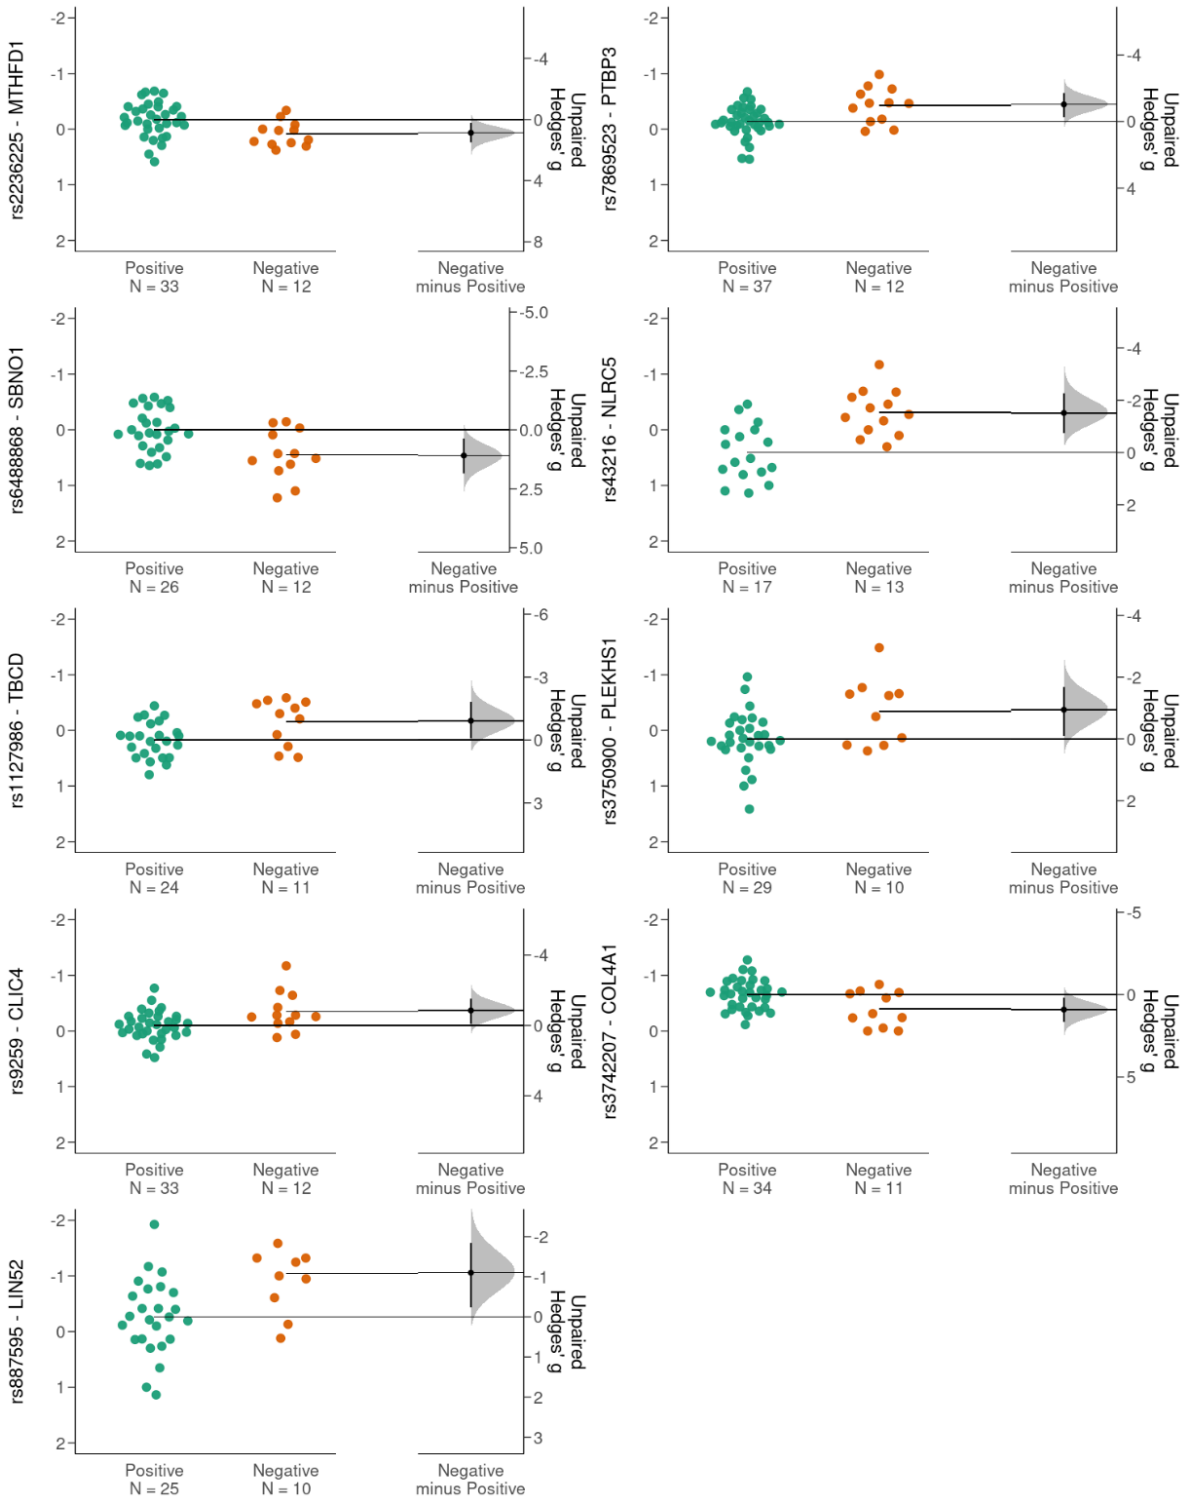 rs2236225 - MTHFD1
-2
-1
0
1
2
-4
0
4
8
Unpaired
Hedges' g
Positive
N = 33
Negative
N = 12
Negative
minus Positive
rs7869523 - PTBP3
-2
-1
0
1
2
-4
0
4
Unpaired
Hedges' g
Positive
N = 37
Negative
N = 12
Negative
minus Positive
rs6488868 - SBNO1
-2
-1
0
1
2
-5.0
-2.5
0.0
2.5
5.0
Unpaired
Hedges' g
Positive
N = 26
Negative
N = 12
Negative
minus Positive
rs43216 - NLRC5
-2
-1
0
1
2
-4
-2
0
2
Unpaired
Hedges' g
Positive
N = 17
Negative
N = 13
Negative
minus Positive
rs1127986 - TBCD
-2
-1
0
1
2
-6
-3
0
3
Unpaired
Hedges' g
Positive
N = 24
Negative
N = 11
Negative
minus Positive
rs3750900 - PLEKHS1
-2
-1
0
1
2
-4
-2
0
2
Unpaired
Hedges' g
Positive
N = 29
Negative
N = 10
Negative
minus Positive
rs9259 - CLIC4
-2
-1
0
1
2
-4
0
4
Unpaired
Hedges' g
Positive
N = 33
Negative
N = 12
Negative
minus Positive
rs3742207 - COL4A1
-2
-1
0
1
2
-5
0
5
Unpaired
Hedges' g
Positive
N = 34
Negative
N = 11
Negative
minus Positive
rs887595 - LIN52
-2
-1
0
1
2
-2
-1
0
1
2
3
Unpaired
Hedges' g
Positive
N = 25
Negative
N = 10
Negative
minus Positive